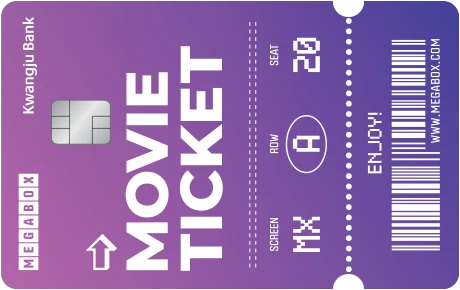 Kwangju Bank
MEGABOX
MOVIE
TICKET
SCREEN
MX
ROW
A
SEAT
20
ENJOY!
WWW.MEGABOX.COM